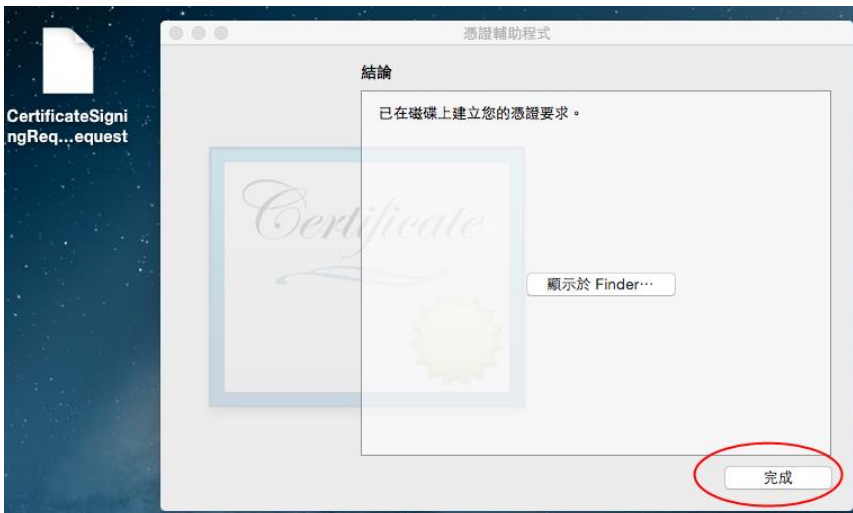 憑證輔助程式
CertificateSigni
ngReq...equest
結論
已在磁碟上建立您的憑證要求。
Certificate
顯示於 Finder…
完成